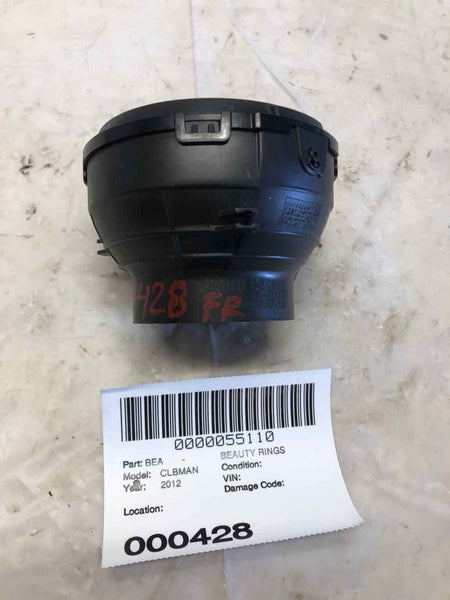 428 FR
0000055110
Part: BEA - BEAUTY RINGS
Model: CLBMAN Condition:
Year: 2012 VIN:
Damage Code:
Location:
000428